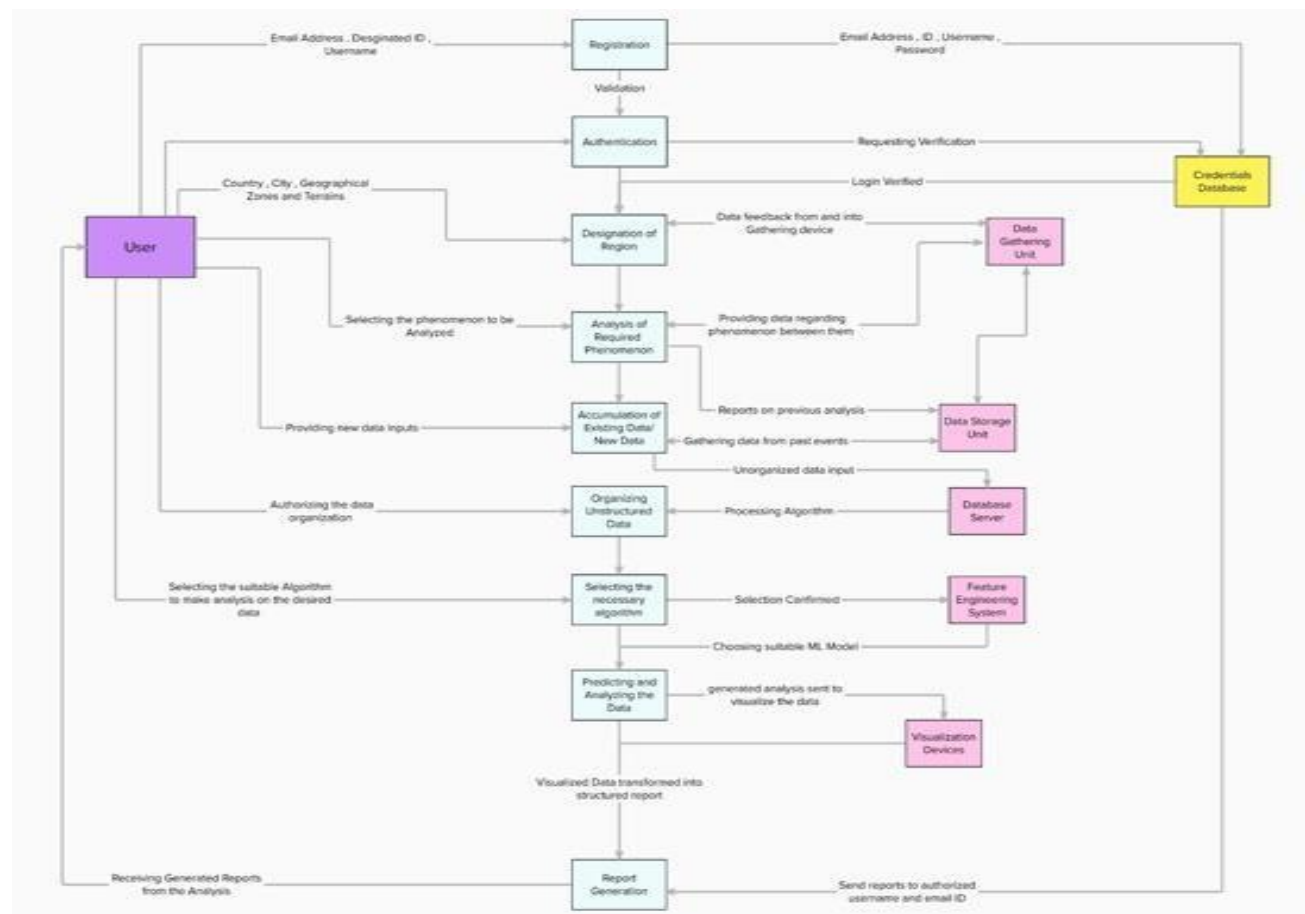 Email Address , Desginated ID ,
Username
Registration
Email Address , ID , Username ,
Password
Validation
Authentication
Requesting Verification
Credentials
Database
Login Verified
Country , City , Geographical
Zones and Terrains
User
Designation of
Region
Data feedback from and into
Gathering device
Data
Gathering
Unit
Selecting the phenomenon to be
Analyzed
Analysis of
Required
Phenomenon
Providing data regarding
phenomenon between them
Reports on previous analysis
Accumulation of
Existing Data/
New Data
Providing new data inputs
Gathering data from past events
Data Storage
Unit
Unorganized data input
Authorizing the data
organization
Organizing
Unstructured
Data
Processing Algorithm
Database
Server
Selecting the suitable Algorithm
to make analysis on the desired
data
Selecting the
necessary
algorithm
Selection Confirmed
Feature
Engineering
System
Choosing suitable ML Model
Predicting and
Analyzing the
Data
generated analysis sent to
visualize the data
Visualization
Devices
Visualized Data transformed into
structured report
Receiving Generated Reports
from the Analysis
Report
Generation
Send reports to authorized
username and email ID